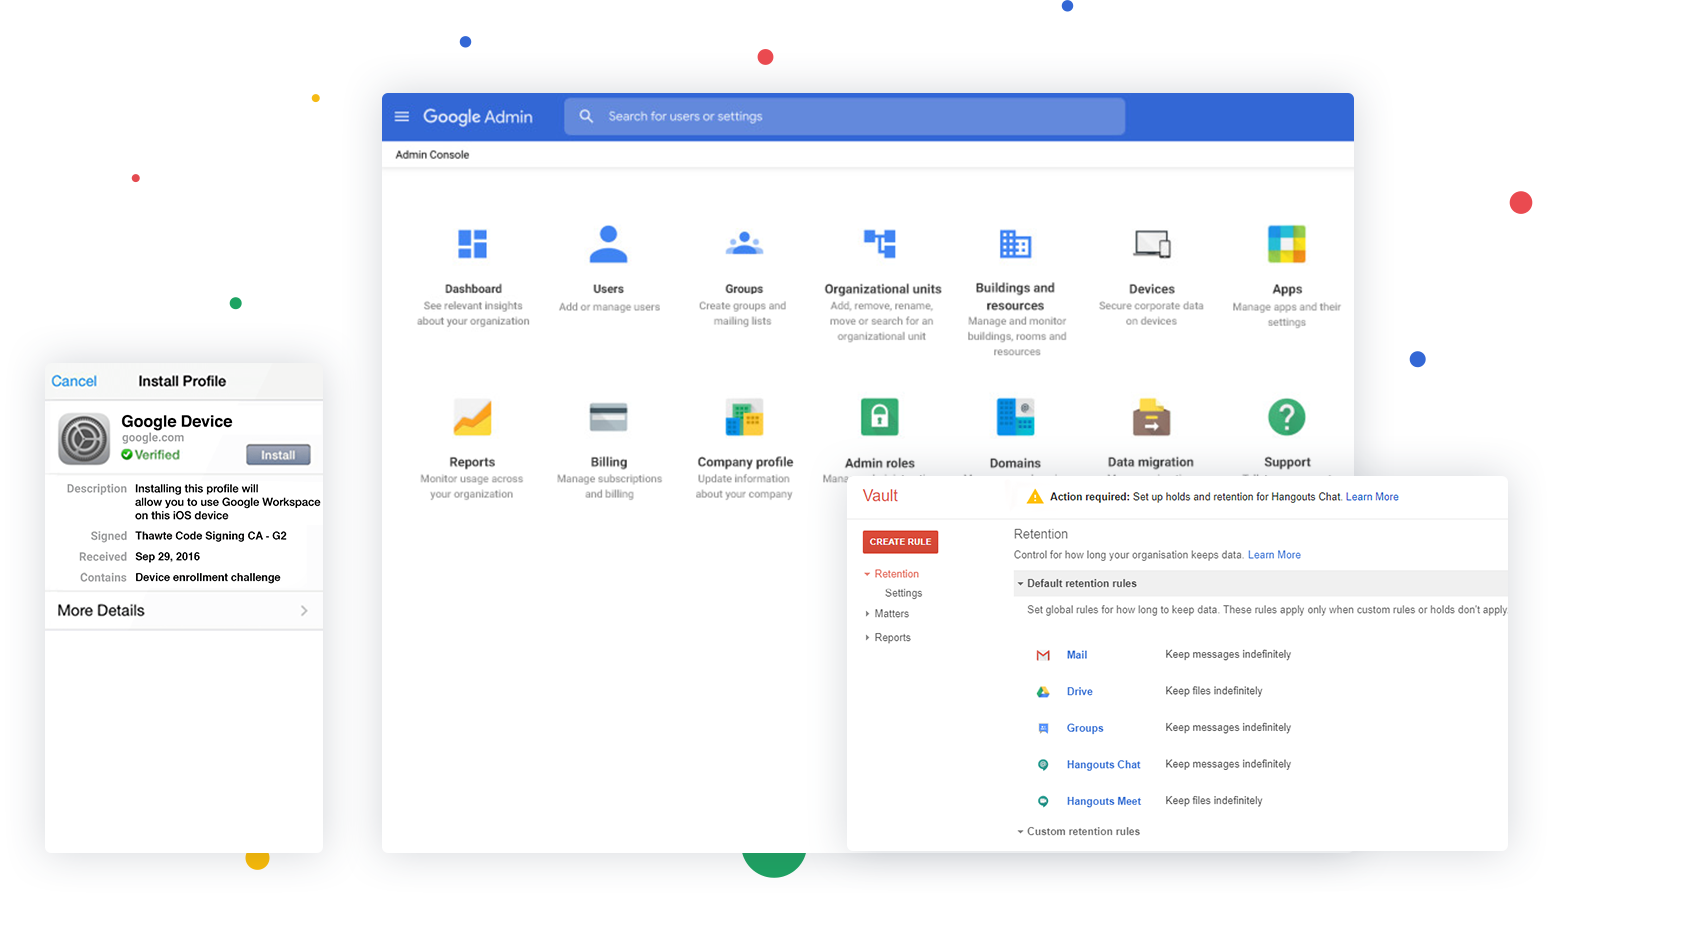 Google Admin
Search for users or settings
Admin Console
Dashboard
See relevant insights
about your organization
Users
Add or manage users
Groups
Create groups and
mailing lists
Organizational units
Add, remove, rename,
move or search for an
organizational unit
Buildings and
resources
Manage and monitor
buildings, rooms and
resources
Devices
Secure corporate data
on devices
Apps
Manage apps and their
settings
Reports
Monitor usage across
your organization
Billing
Manage subscriptions
and billing
Company profile
Update information
about your company
Admin roles
Domains
Data migration
Support
Cancel
Install Profile
Google Device
google.com
Verified
Install
Description Installing this profile will
allow you to use Google Workspace
on this iOS device
Signed Thawte Code Signing CA - G2
Received Sep 29, 2016
Contains Device enrollment challenge
More Details
Vault
Action required: Set up holds and retention for Hangouts Chat. Learn More
CREATE RULE
Retention
Settings
Matters
Reports
Retention
Control for how long your organisation keeps data. Learn More
Default retention rules
Set global rules for how long to keep data. These rules apply only when custom rules or holds don't apply
Mail Keep messages indefinitely
Drive Keep files indefinitely
Groups Keep messages indefinitely
Hangouts Chat Keep messages indefinitely
Hangouts Meet Keep files indefinitely
Custom retention rules